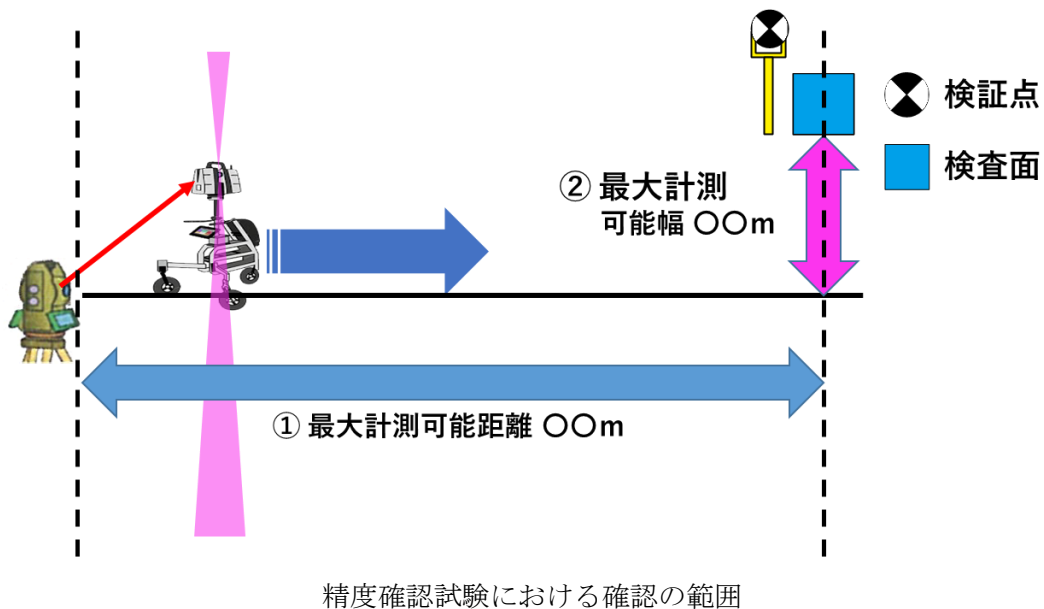 検証点
検査面
② 最大計測
可能幅 〇〇m
① 最大計測可能距離 〇〇m
精度確認試験における確認の範囲